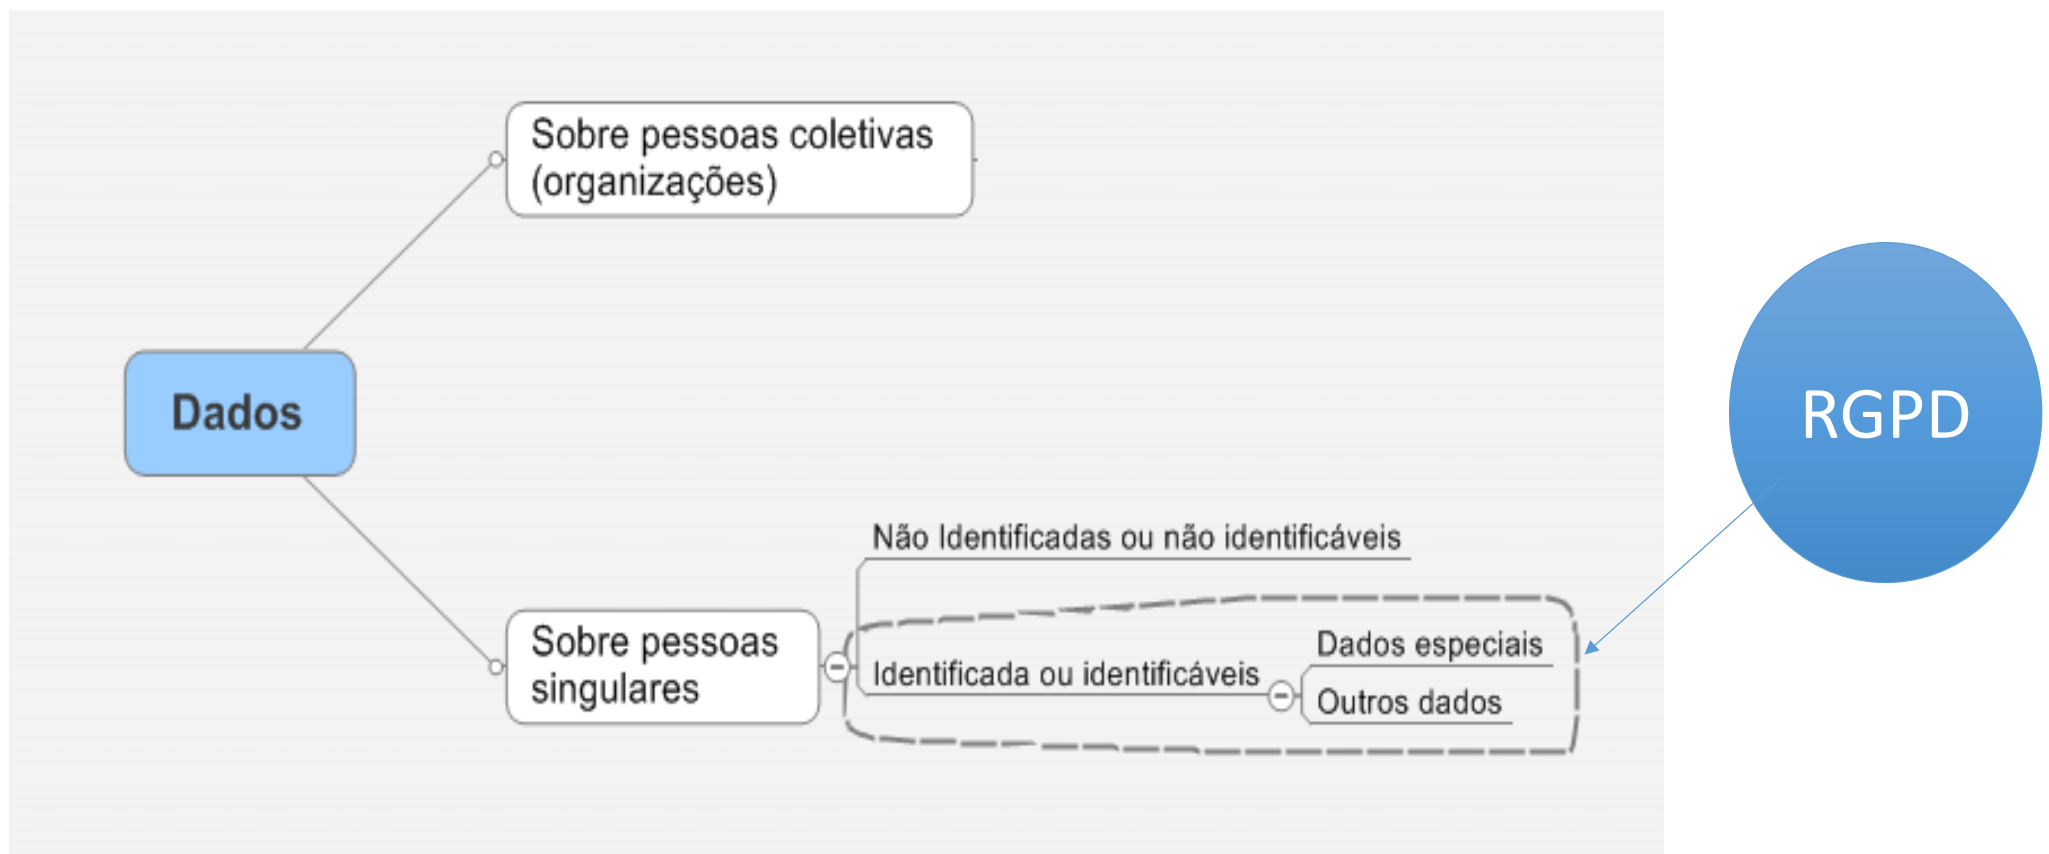 Sobre pessoas coletivas
(organizações)
Dados
RGPD
Não Identificadas ou não identificáveis
Sobre pessoas
singulares
Identificada ou identificáveis
Dados especiais
Outros dados